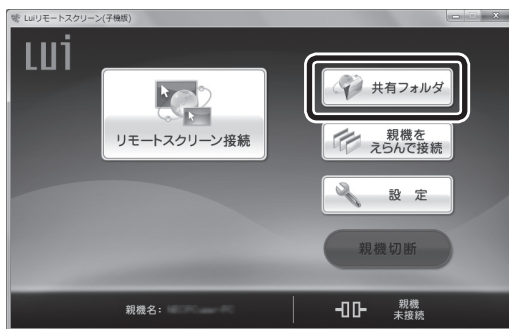 Luiリモートスクリーン(子機版)
Lui
リモートスクリーン接続
共有フォルダ
親機を
えらんで接続
設 定
親機切断
親機名：
親機
未接続